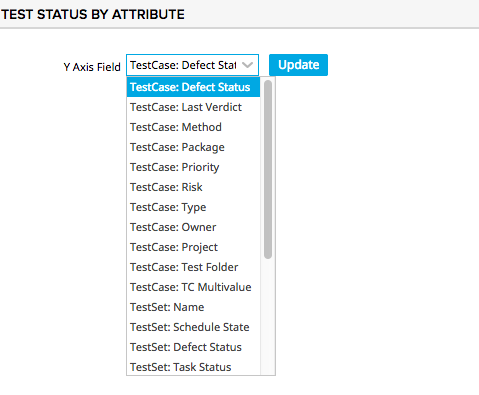 TEST STATUS BY ATTRIBUTE
Y Axis Field TestCase: Defect Stat Update
TestCase: Defect Status
TestCase: Last Verdict
TestCase: Method
TestCase: Package
TestCase: Priority
TestCase: Risk
TestCase: Type
TestCase: Owner
TestCase: Project
TestCase: Test Folder
TestCase: TC Multivalue
TestSet: Name
TestSet: Schedule State
TestSet: Defect Status
TestSet: Task Status